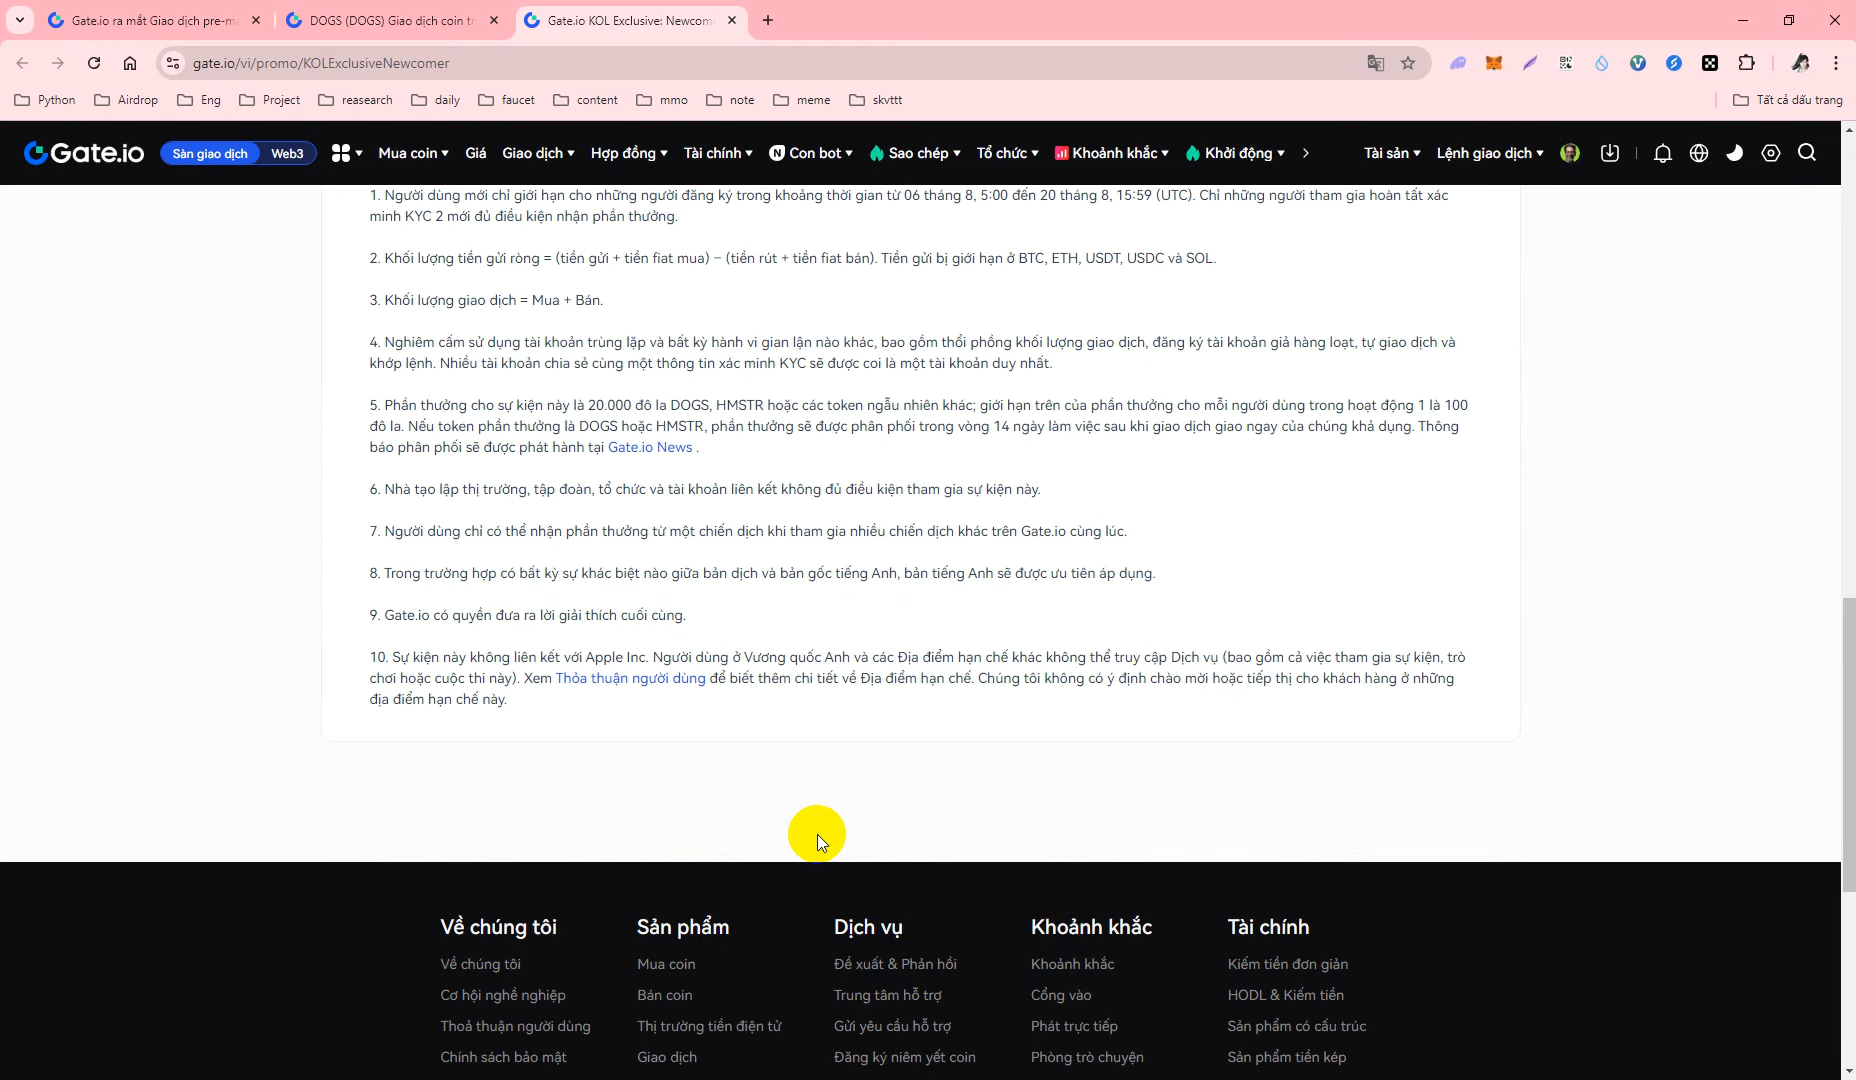 Gate.io ra mắt Giao dịch pre-ma
DOGS (DOGS) Giao dịch coin tr
Gate.io KOL Exclusive: Newcom
gate.io/vi/promo/KOLExclusiveNewcomer
Python Airdrop Eng Project reasearch daily faucet content mmo note meme skvttt Tất cả dấu trang
Gate.io Sàn giao dịch Web3 Mua coin Giá Giao dịch Hợp đồng Tài chính Con bot Sao chép Tổ chức Khoảnh khắc Khởi động Tài sản Lệnh giao dịch
1. Người dùng mới chỉ giới hạn cho những người đăng ký trong khoảng thời gian từ 06 tháng 8, 5:00 đến 20 tháng 8, 15:59 (UTC). Chỉ những người tham gia hoàn tất xác
minh KYC 2 mới đủ điều kiện nhận phần thưởng.
2. Khối lượng tiền gửi ròng = (tiền gửi + tiền fiat mua) – (tiền rút + tiền fiat bán). Tiền gửi bị giới hạn ở BTC, ETH, USDT, USDC và SOL.
3. Khối lượng giao dịch = Mua + Bán.
4. Nghiêm cấm sử dụng tài khoản trùng lặp và bất kỳ hành vi gian lận nào khác, bao gồm thổi phồng khối lượng giao dịch, đăng ký tài khoản giả hàng loạt, tự giao dịch và
khớp lệnh. Nhiều tài khoản chia sẻ cùng một thông tin xác minh KYC sẽ được coi là một tài khoản duy nhất.
5. Phần thưởng cho sự kiện này là 20.000 đô la DOGS, HMSTR hoặc các token ngẫu nhiên khác; giới hạn trên của phần thưởng cho mỗi người dùng trong hoạt động 1 là 100
đô la. Nếu token phần thưởng là DOGS hoặc HMSTR, phần thưởng sẽ được phân phối trong vòng 14 ngày làm việc sau khi giao dịch giao ngay của chúng khả dụng. Thông
báo phân phối sẽ được phát hành tại Gate.io News .
6. Nhà tạo lập thị trường, tập đoàn, tổ chức và tài khoản liên kết không đủ điều kiện tham gia sự kiện này.
7. Người dùng chỉ có thể nhận phần thưởng từ một chiến dịch khi tham gia nhiều chiến dịch khác trên Gate.io cùng lúc.
8. Trong trường hợp có bất kỳ sự khác biệt nào giữa bản dịch và bản gốc tiếng Anh, bản tiếng Anh sẽ được ưu tiên áp dụng.
9. Gate.io có quyền đưa ra lời giải thích cuối cùng.
10. Sự kiện này không liên kết với Apple Inc. Người dùng ở Vương quốc Anh và các Địa điểm hạn chế khác không thể truy cập Dịch vụ (bao gồm cả việc tham gia sự kiện, trò
chơi hoặc cuộc thi này). Xem Thỏa thuận người dùng để biết thêm chi tiết về Địa điểm hạn chế. Chúng tôi không có ý định chào mời hoặc tiếp thị cho khách hàng ở những
địa điểm hạn chế này.
Về chúng tôi Sản phẩm Dịch vụ Khoảnh khắc Tài chính
Về chúng tôi Mua coin Đề xuất & Phản hồi Khoảnh khắc Kiếm tiền đơn giản
Cơ hội nghề nghiệp Bán coin Trung tâm hỗ trợ Cổng vào HODL & Kiếm tiền
Thoả thuận người dùng Thị trường tiền điện tử Gửi yêu cầu hỗ trợ Phát trực tiếp Sản phẩm có cấu trúc
Chính sách bảo mật Giao dịch Đăng ký niêm yết coin Phòng trò chuyện Sản phẩm tiền kép